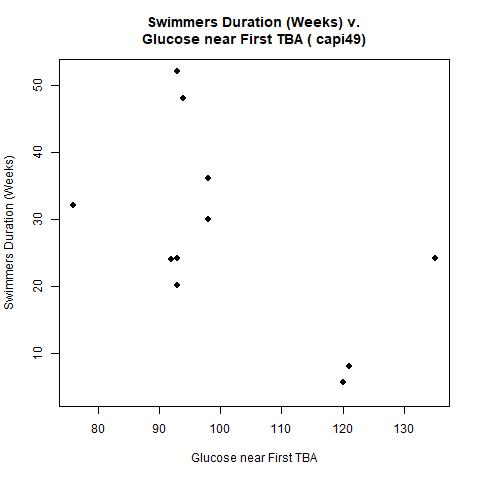 Swimmers Duration (Weeks) v.
Glucose near First TBA ( capi49)
Swimmers Duration (Weeks)
50
40
30
20
10
80 90 100 110 120 130
Glucose near First TBA